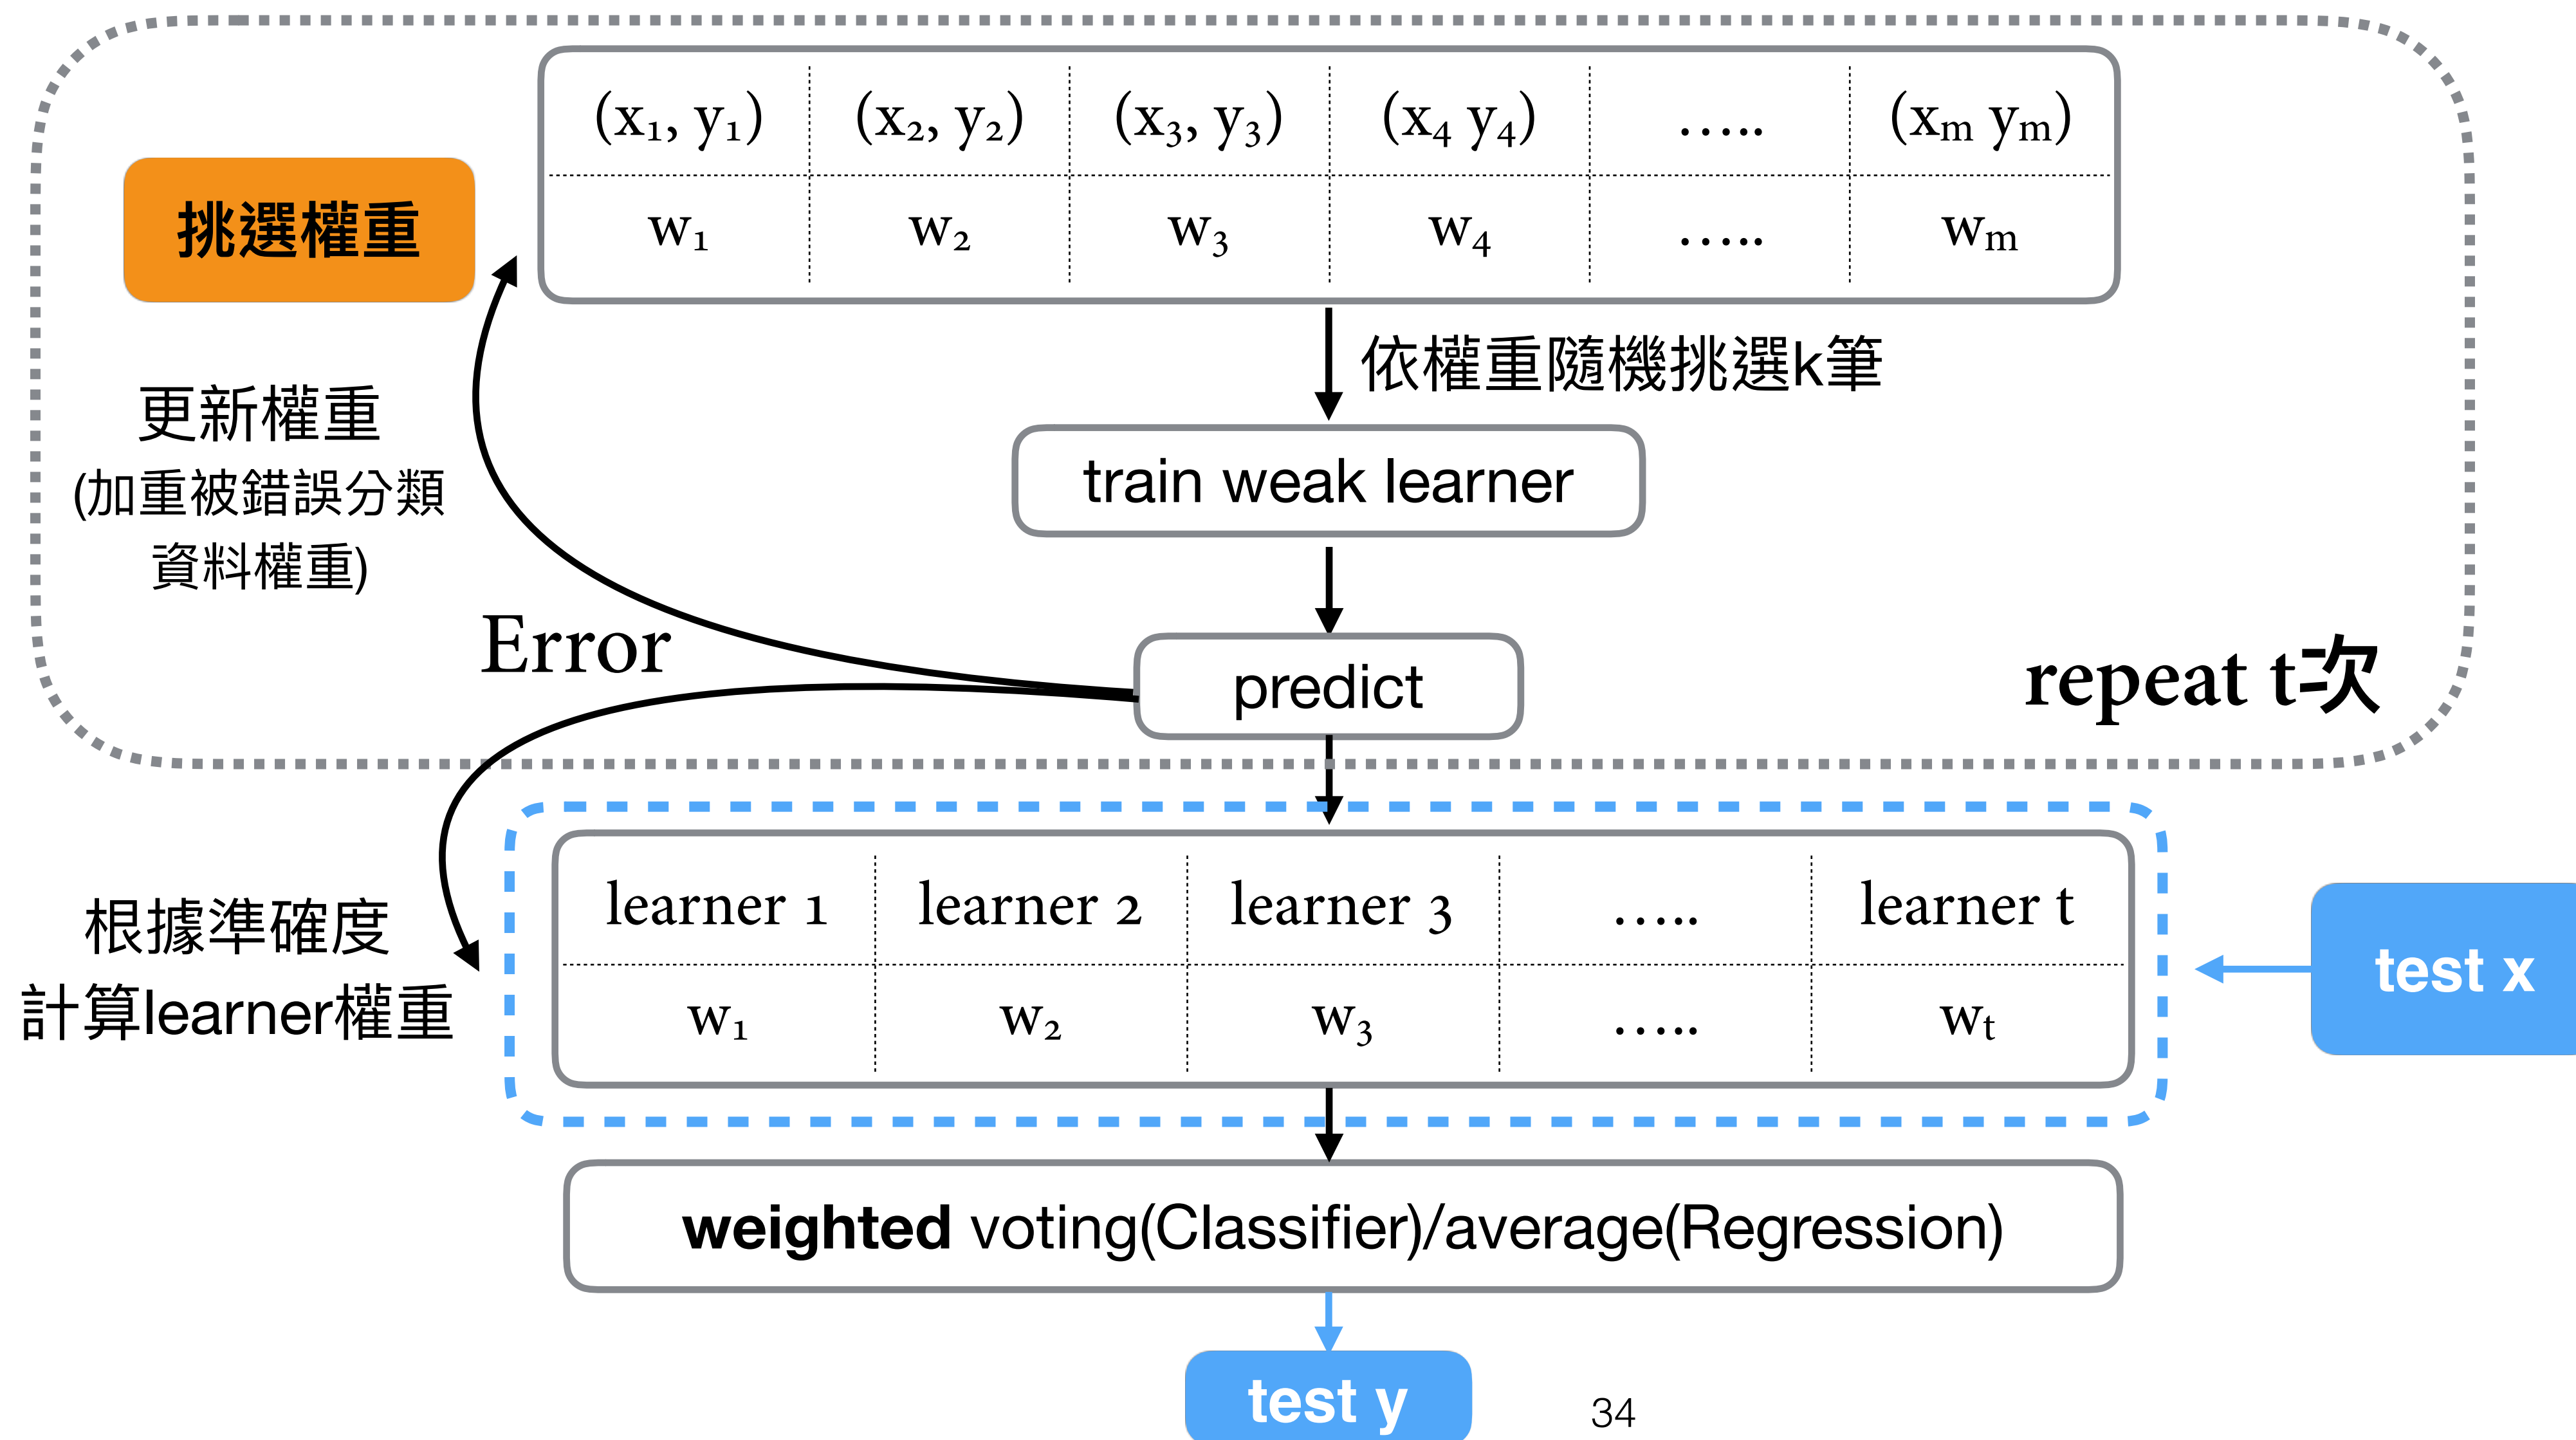 (x₁, y₁) (x₂, y₂) (x₃, y₃) (x₄ y₄) ..... (xₘ yₘ)
挑選權重
w₁ w₂ w₃ w₄ ..... wₘ
依權重隨機挑選k筆
更新權重
(加重被錯誤分類
資料權重)
train weak learner
Error
predict
repeat t次
learner 1 learner 2 learner 3 ..... learner t
根據準確度
計算learner權重
w₁ w₂ w₃ ..... wₜ
test x
weighted voting(Classifier)/average(Regression)
test y
34